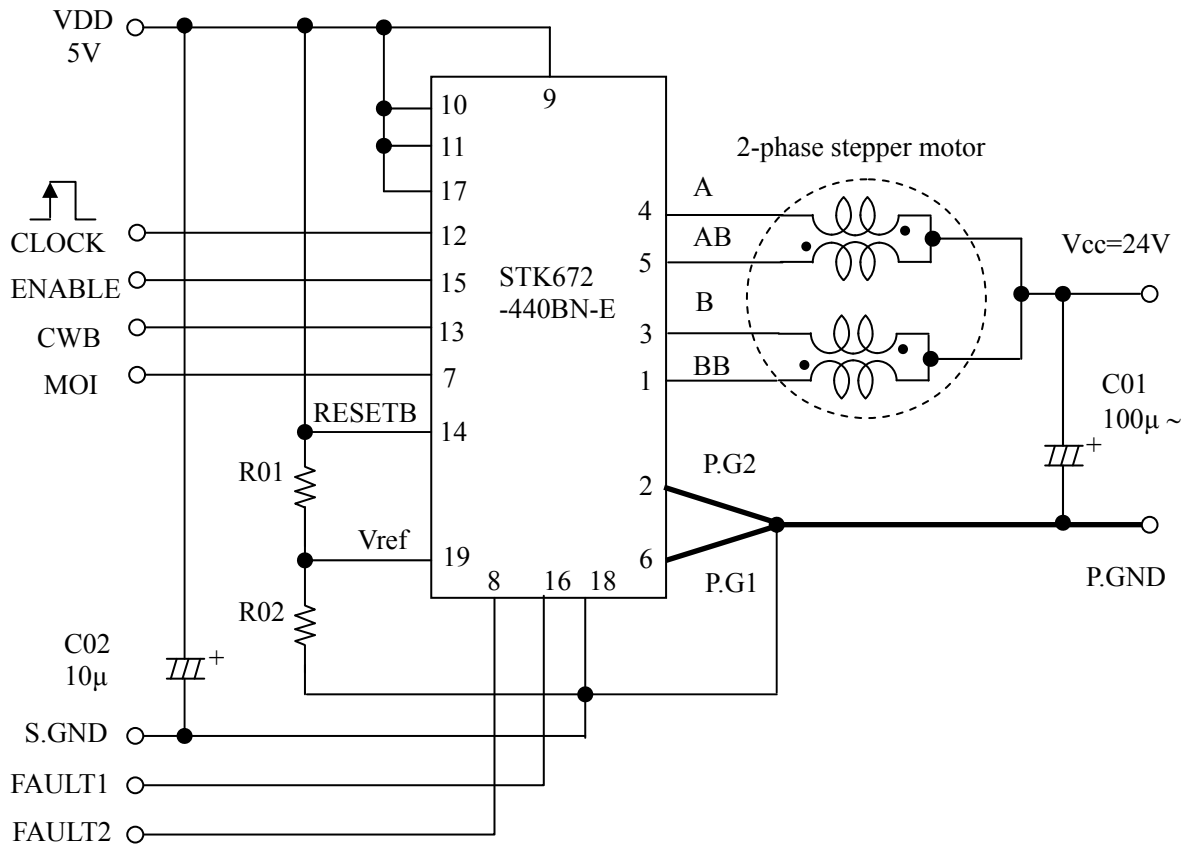 VDD
5V
9
10
11
17
2-phase stepper motor
CLOCK
12
4
A
AB
Vcc=24V
ENABLE
15
STK672
-440BN-E
5
CWB
13
B
3
MOI
7
BB
1
RESETB
14
C01
100µ ~
+
R01
P.G2
2
Vref
19
6
P.G1
P.GND
8
16
18
R02
C02
10µ
+
S.GND
FAULT1
FAULT2